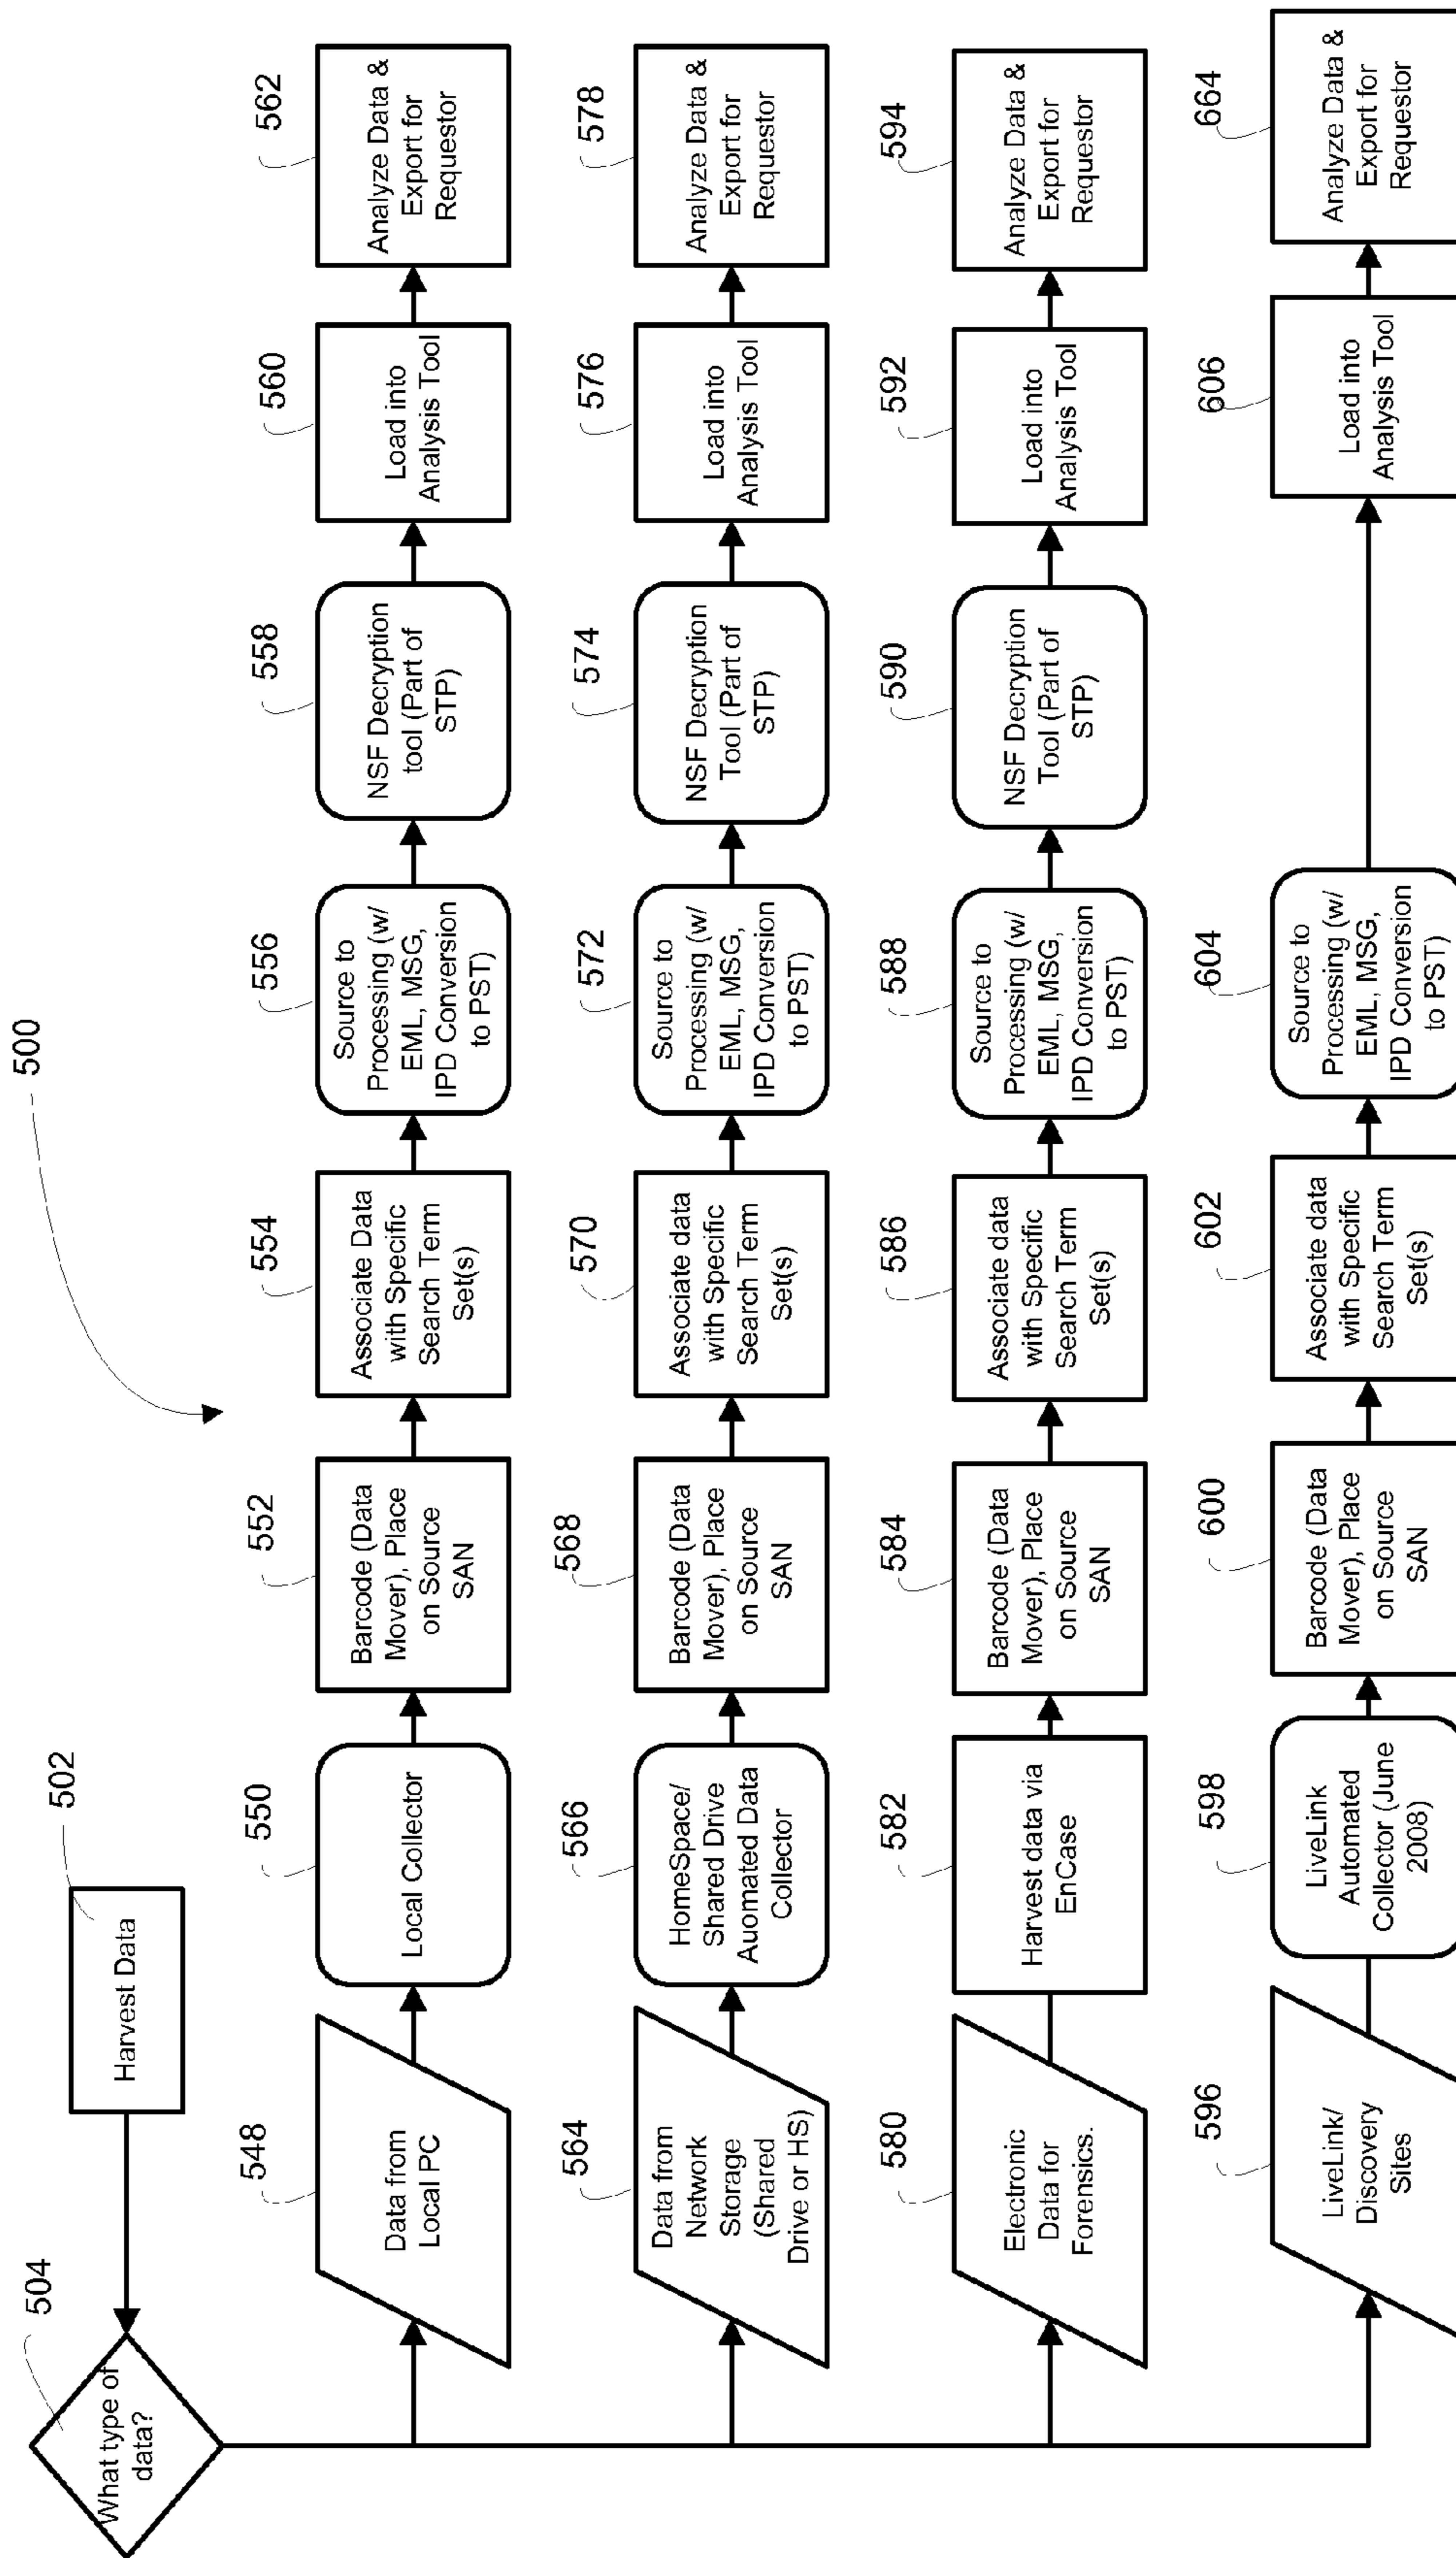 500
502
Harvest Data
504
What type of
data?
548
Data from
Local PC
550
Local Collector
552
Barcode (Data
Mover), Place
on Source
SAN
554
Associate Data
with Specific
Search Term
Set(s)
556
Source to
Processing (w/
EML, MSG,
IPD Conversion
to PST)
558
NSF Decryption
tool (Part of
STP)
560
Load into
Analysis Tool
562
Analyze Data &
Export for
Requestor
564
Data from
Network
Storage
(Shared
Drive or HS)
566
HomeSpace/
Shared Drive
Auomated Data
Collector
568
Barcode (Data
Mover), Place
on Source
SAN
570
Associate data
with Specific
Search Term
Set(s)
572
Source to
Processing (w/
EML, MSG,
IPD Conversion
to PST)
574
NSF Decryption
Tool (Part of
STP)
576
Load into
Analysis Tool
578
Analyze Data &
Export for
Requestor
580
Electronic
Data for
Forensics.
582
Harvest data via
EnCase
584
Barcode (Data
Mover), Place
on Source
SAN
586
Associate data
with Specific
Search Term
Set(s)
588
Source to
Processing (w/
EML, MSG,
IPD Conversion
to PST)
590
NSF Decryption
Tool (Part of
STP)
592
Load into
Analysis Tool
594
Analyze Data &
Export for
Requestor
596
LiveLink/
Discovery
Sites
598
LiveLink
Automated
Collector (June
2008)
600
Barcode (Data
Mover), Place
on Source
SAN
602
Associate data
with Specific
Search Term
Set(s)
604
Source to
Processing (w/
EML, MSG,
IPD Conversion
to PST)
606
Load into
Analysis Tool
664
Analyze Data &
Export for
Requestor